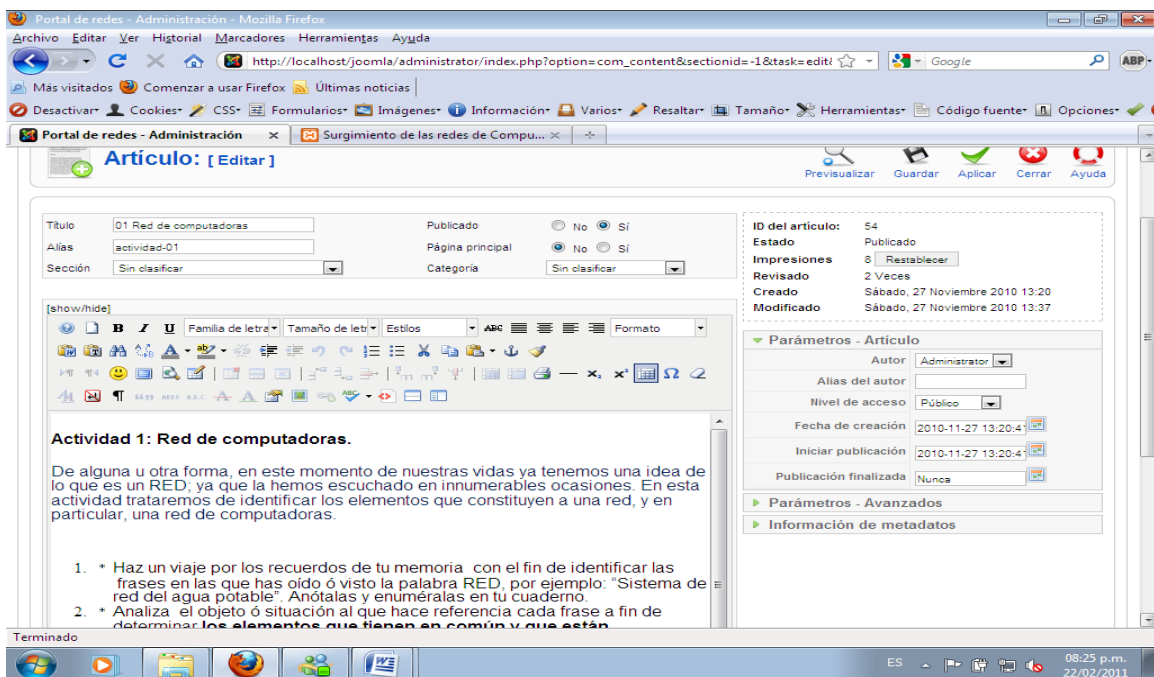 Portal de redes - Administración - Mozilla Firefox
Archivo Editar Ver Historial Marcadores Herramientas Ayuda
http://localhost/joomla/administrator/index.php?option=com_content&sectionid=-1&task=edit& Google ABP
Más visitados Comenzar a usar Firefox Últimas noticias
Desactivar Cookies CSS Formularios Imágenes Información Varios Resaltar Tamaño Herramientas Código fuente Opciones
Portal de redes - Administración Surgimiento de las redes de Compu...
Artículo: [ Editar ]
Previsualizar Guardar Aplicar Cerrar Ayuda
Título 01 Red de computadoras Publicado No Sí
Alías actividad-01 Página principal No Sí
Sección Sin clasificar Categoría Sin clasificar
ID del artículo: 54
Estado Publicado
Impresiones 8 Restablecer
Revisado 2 Veces
Creado Sábado, 27 Noviembre 2010 13:20
Modificado Sábado, 27 Noviembre 2010 13:37
[show/hide]
B I U Familia de letra Tamaño de letr Estilos ABC Formato
Actividad 1: Red de computadoras.
De alguna u otra forma, en este momento de nuestras vidas ya tenemos una idea de
lo que es un RED; ya que la hemos escuchado en innumerables ocasiones. En esta
actividad trataremos de identificar los elementos que constituyen a una red, y en
particular, una red de computadoras.
1. * Haz un viaje por los recuerdos de tu memoria con el fin de identificar las
frases en las que has oído ó visto la palabra RED, por ejemplo: “Sistema de
red del agua potable”. Anótalas y enuméralas en tu cuaderno.
2. * Analiza el objeto ó situación al que hace referencia cada frase a fin de
determinar los elementos que tienen en común y que están
Parámetros - Artículo
Autor Administrator
Alias del autor
Nivel de acceso Público
Fecha de creación 2010-11-27 13:20:41
Iniciar publicación 2010-11-27 13:20:41
Publicación finalizada Nunca
Parámetros - Avanzados
Información de metadatos
Terminado
ES 08:25 p.m.
22/02/2011